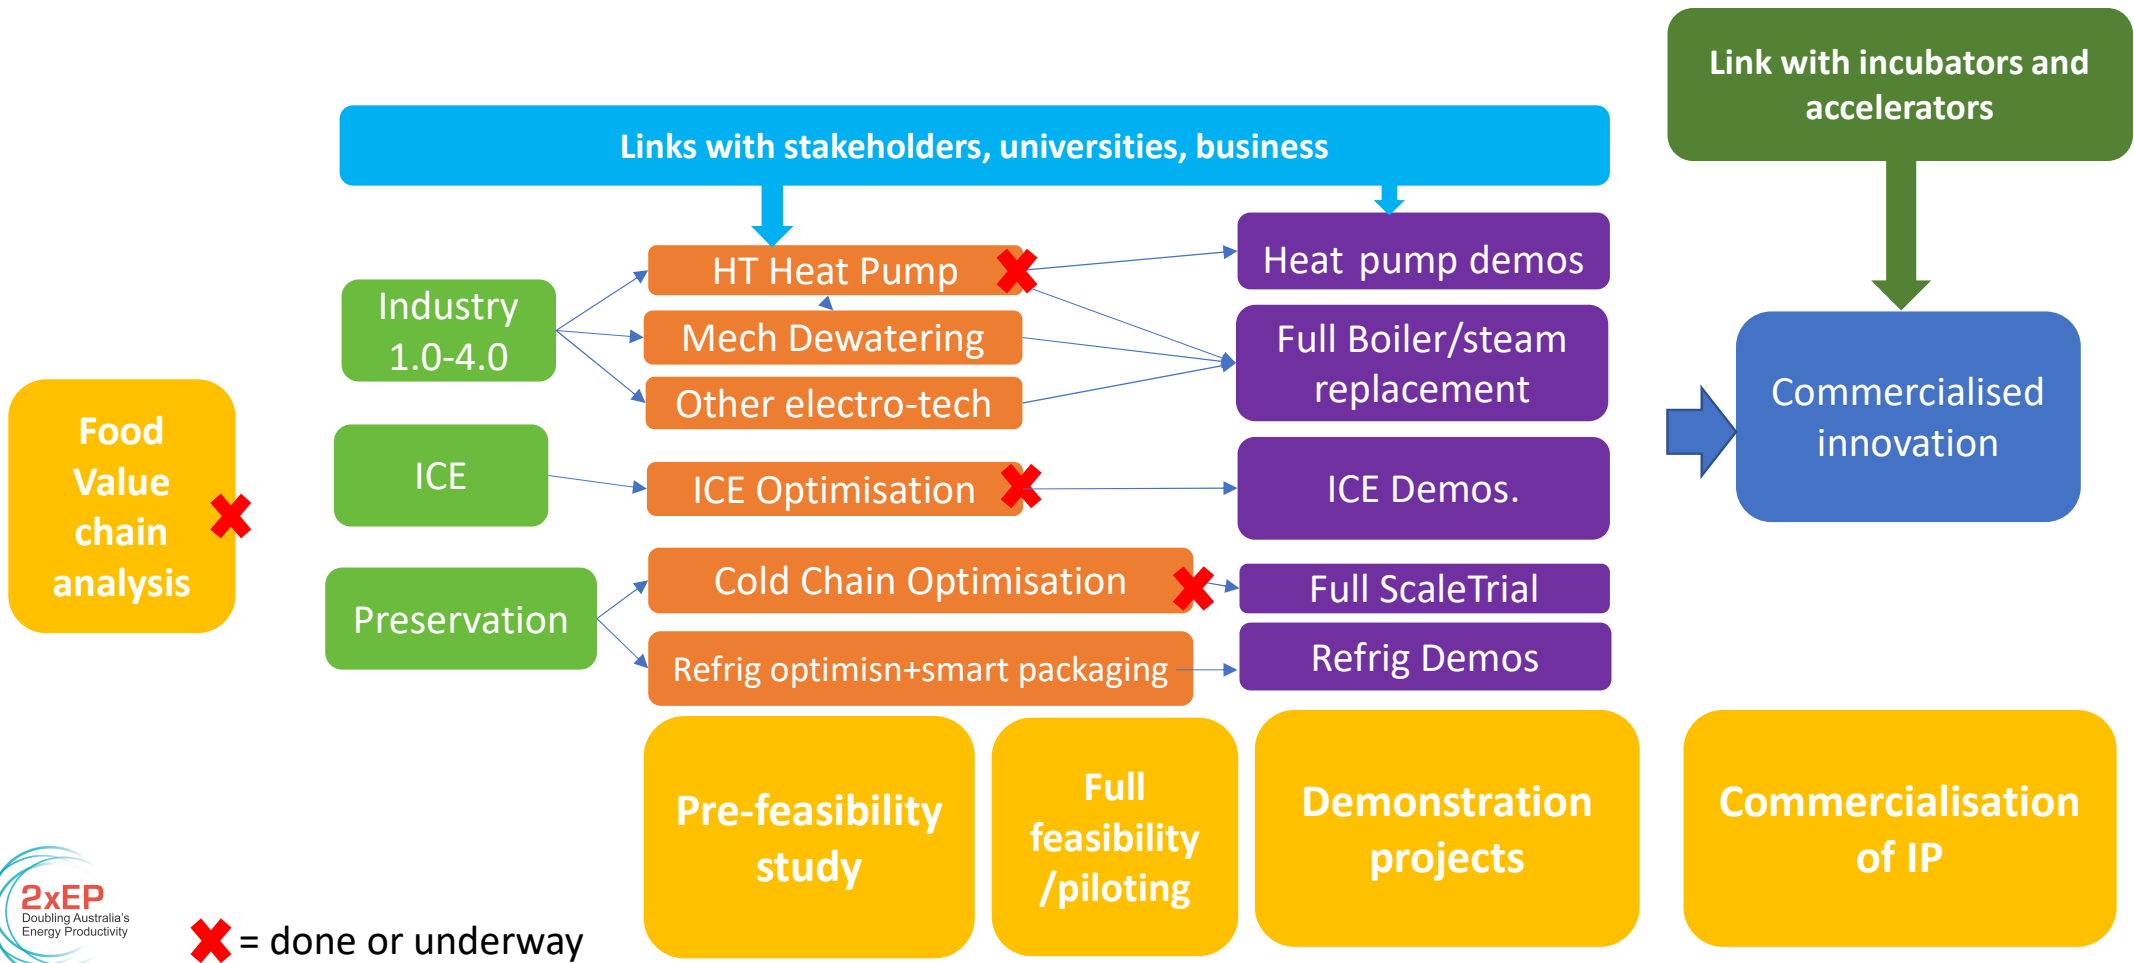 Link with incubators and
accelerators
Links with stakeholders, universities, business
Industry
1.0-4.0
HT Heat Pump
Mech Dewatering
Other electro-tech
Heat pump demos
Full Boiler/steam
replacement
Food
Value
chain
analysis
ICE
ICE Optimisation
ICE Demos.
Commercialised
innovation
Preservation
Cold Chain Optimisation
Refrig optimisn+smart packaging
Full ScaleTrial
Refrig Demos
Pre-feasibility
study
Full
feasibility
/piloting
Demonstration
projects
Commercialisation
of IP
2xEP
Doubling Australia's
Energy Productivity
= done or underway